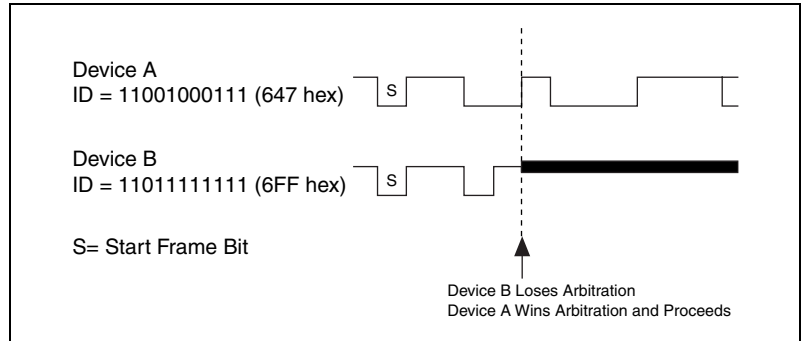 Device A
ID = 11001000111 (647 hex)
S
Device B
ID = 11011111111 (6FF hex)
S
S= Start Frame Bit
Device B Loses Arbitration
Device A Wins Arbitration and Proceeds